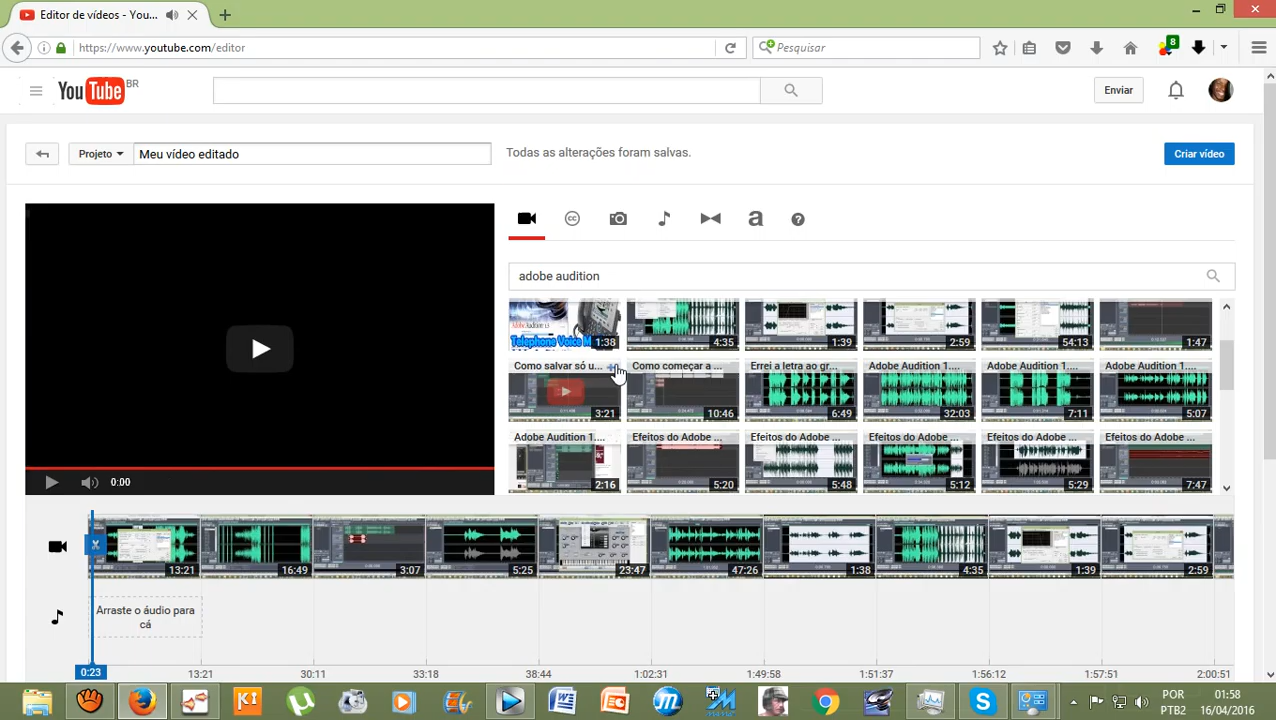 Editor de vídeos - You...
https://www.youtube.com/editor
Pesquisar
8
YouTube BR
Enviar
Projeto
Meu vídeo editado
Todas as alterações foram salvas.
Criar vídeo
adobe audition
Telephone Voice
1:38
4:35
1:39
2:59
54:13
1:47
Como salvar só u...
Como começar a ...
Errei a letra ao gr...
Adobe Audition 1....
Adobe Audition 1....
Adobe Audition 1....
3:21
10:46
6:49
32:03
7:11
5:07
Adobe Audition 1....
Efeitos do Adobe ...
Efeitos do Adobe ...
Efeitos do Adobe ...
Efeitos do Adobe ...
Efeitos do Adobe ...
2:16
5:20
5:48
5:12
5:29
7:47
0:00
13:21
16:49
3:07
5:25
23:47
47:26
1:38
4:35
1:39
2:59
Arraste o áudio para
cá
0:23
13:21
30:11
33:18
38:44
1:02:31
1:49:58
1:51:37
1:56:12
1:57:51
2:00:51
POR
PTB2
01:58
16/04/2016